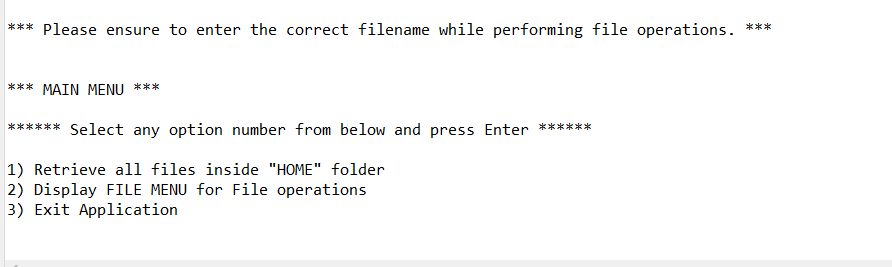 *** Please ensure to enter the correct filename while performing file operations. ***
*** MAIN MENU ***
****** Select any option number from below and press Enter ******
1) Retrieve all files inside "HOME" folder
2) Display FILE MENU for File operations
3) Exit Application